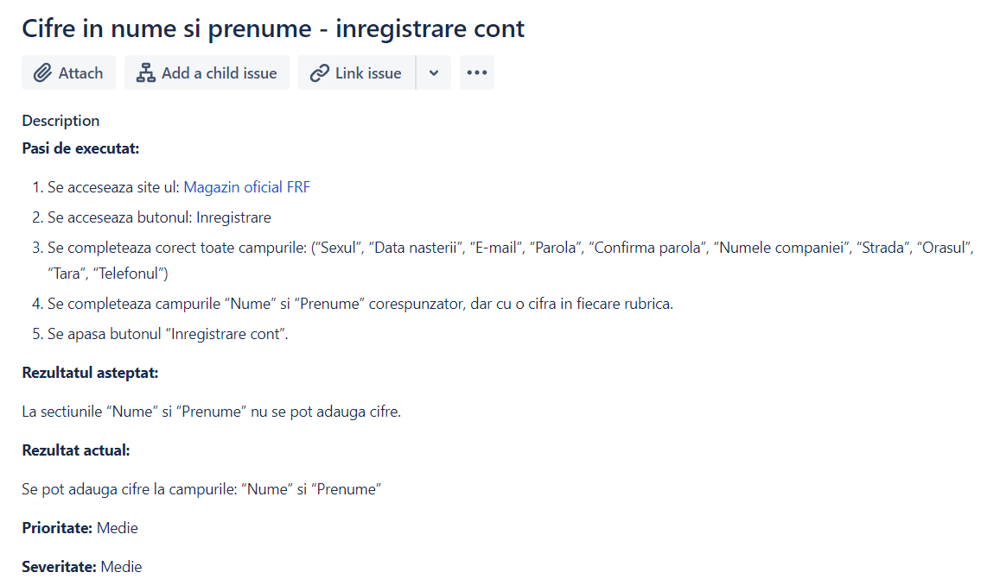 Cifre in nume si prenume - inregistrare cont
Attach
Add a child issue
Link issue
Description
Pasi de executat:
1. Se acceseaza site ul: Magazin oficial FRF
2. Se acceseaza butonul: Inregistrare
3. Se completeaza corect toate campurile: (“Sexul”, “Data nasterii”, “E-mail”, “Parola”, “Confirma parola”, “Numele companiei”, “Strada”, “Orasul”,
“Tara”, “Telefonul”)
4. Se completeaza campurile “Nume” si “Prenume” corespunzator, dar cu o cifra in fiecare rubrica.
5. Se apasa butonul “Inregistrare cont”.
Rezultatul asteptat:
La sectiunile “Nume” si “Prenume” nu se pot adauga cifre.
Rezultat actual:
Se pot adauga cifre la campurile: “Nume” si “Prenume”
Prioritate: Medie
Severitate: Medie